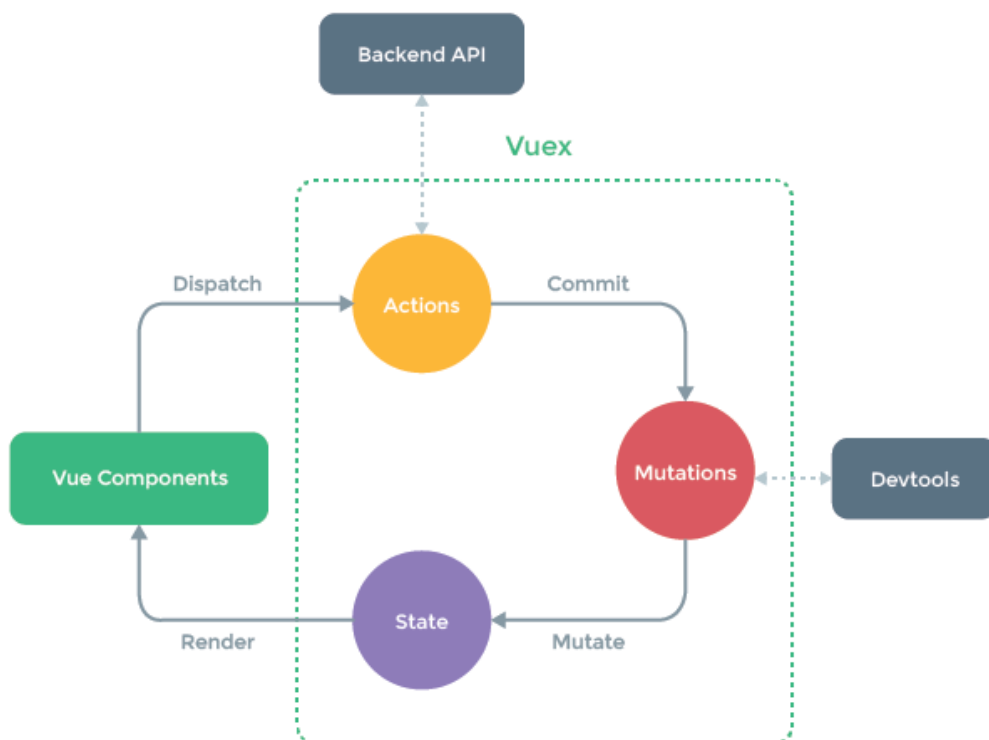 Backend API
Vuex
Dispatch
Commit
Actions
Vue Components
Mutations
Devtools
State
Render
Mutate